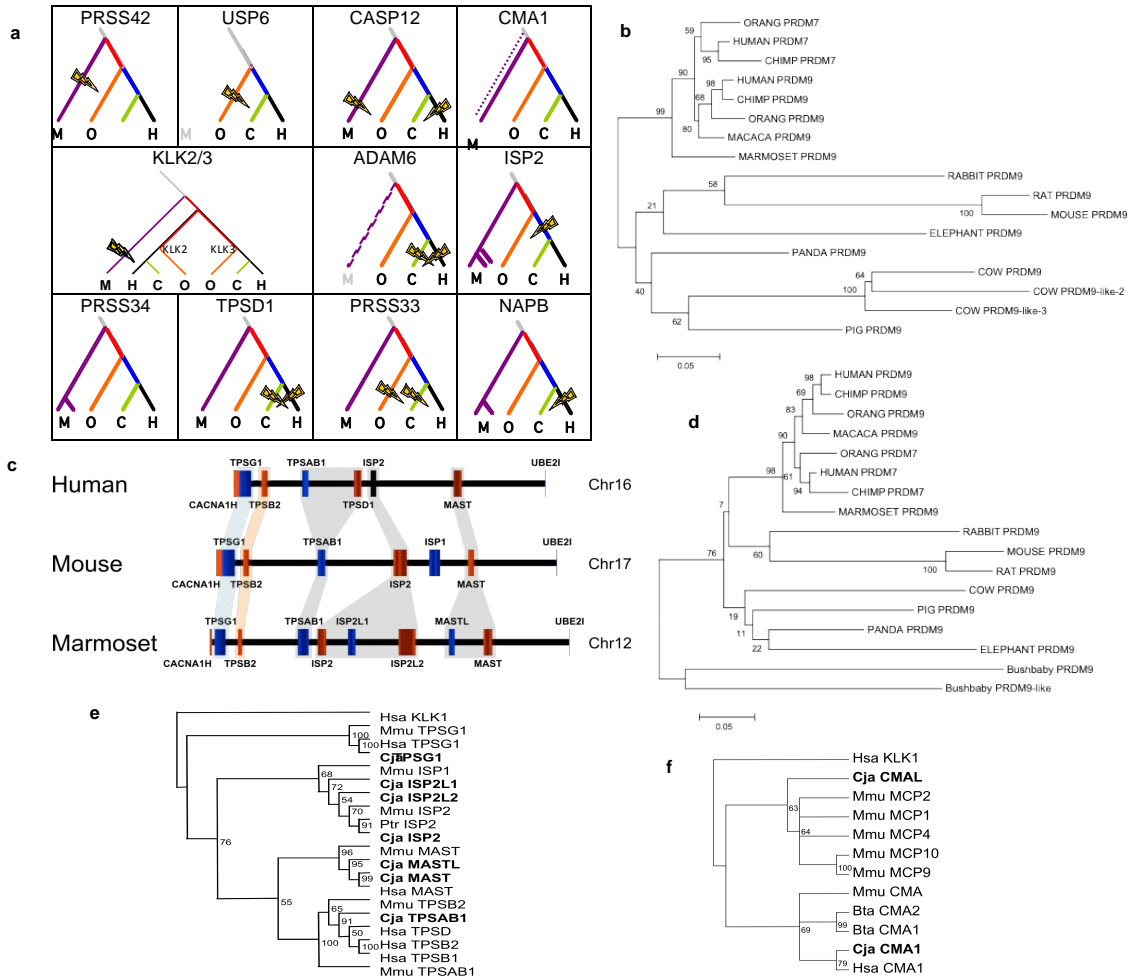 a
PRSS42
M O H
USP6
M O C H
CASP12
M O C H
CMA1
M O C H
KLK2/3
KLK2 KLK3
M H C O O C H
ADAM6
M O C H
ISP2
M O C H
PRSS34
M O C H
TPSD1
M O C H
PRSS33
M O C H
NAPB
M O C H
b
ORANG PRDM7
59
HUMAN PRDM7
95
CHIMP PRDM7
90
HUMAN PRDM9
98
CHIMP PRDM9
68
ORANG PRDM9
99
80
MACACA PRDM9
MARMOSET PRDM9
RABBIT PRDM9
58
RAT PRDM9
100
MOUSE PRDM9
21
ELEPHANT PRDM9
PANDA PRDM9
COW PRDM9
64
COW PRDM9-like-2
100
40
COW PRDM9-like-3
62
PIG PRDM9
0.05
c
TPSG1 TPSAB1 ISP2 UBE2I
Human Chr16
CACNA1H TPSB2 TPSD1 MAST
TPSG1 TPSAB1 ISP1 UBE2I
Mouse Chr17
CACNA1H TPSB2 ISP2 MAST
TPSG1 TPSAB1 ISP2L1 MASTL UBE2I
Marmoset Chr12
CACNA1H TPSB2 ISP2 ISP2L2 MAST
d
HUMAN PRDM9
98
69
CHIMP PRDM9
83
ORANG PRDM9
90
MACACA PRDM9
ORANG PRDM7
98
61
HUMAN PRDM7
94
CHIMP PRDM7
MARMOSET PRDM9
7
RABBIT PRDM9
76
60
MOUSE PRDM9
100
RAT PRDM9
COW PRDM9
19
PIG PRDM9
11
PANDA PRDM9
22
ELEPHANT PRDM9
Bushbaby PRDM9
Bushbaby PRDM9-like
0.05
e
Hsa KLK1
Mmu TPSG1
100
Hsa TPSG1
100
Cja TPSG1
Mmu ISP1
68
Cja ISP2L1
72
Cja ISP2L2
54
Mmu ISP2
70
Ptr ISP2
91
Cja ISP2
76
Mmu MAST
96
Cja MASTL
95
Cja MAST
99
Hsa MAST
55
Mmu TPSB2
65
Cja TPSAB1
91
Hsa TPSD
50
Hsa TPSB2
100
100
Hsa TPSB1
Mmu TPSAB1
f
Hsa KLK1
Cja CMAL
Mmu MCP2
63
Mmu MCP1
64
Mmu MCP4
Mmu MCP10
100
Mmu MCP9
Mmu CMA
Bta CMA2
99
69
Bta CMA1
Cja CMA1
79
Hsa CMA1